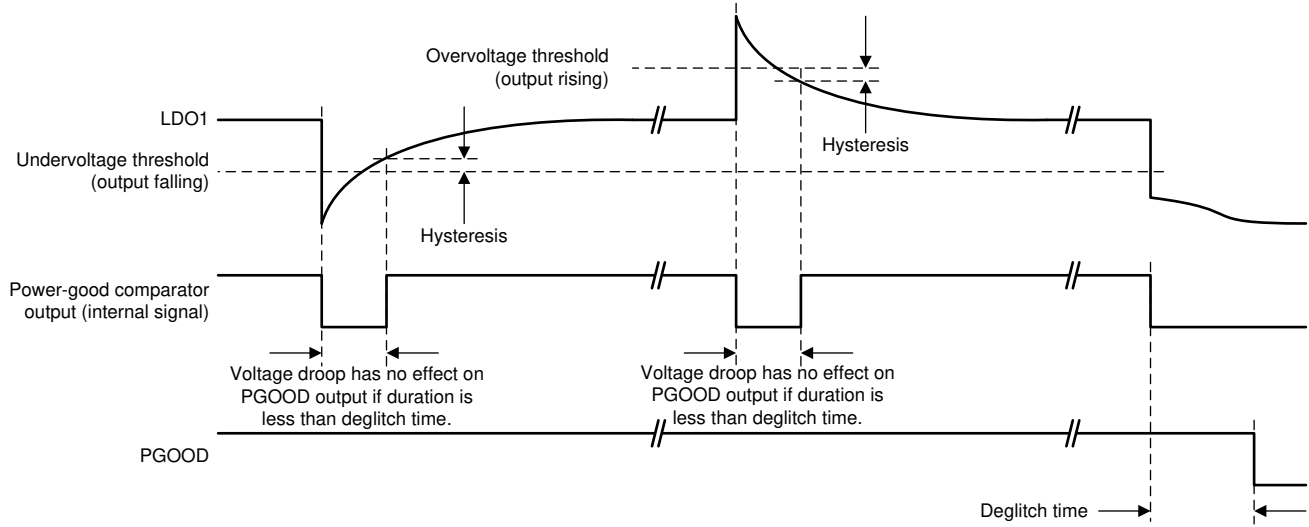 Overvoltage threshold
(output rising)
LDO1
Hysteresis
Undervoltage threshold
(output falling)
Hysteresis
Power-good comparator
output (internal signal)
Voltage droop has no effect on
PGOOD output if duration is
less than deglitch time.
Voltage droop has no effect on
PGOOD output if duration is
less than deglitch time.
PGOOD
Deglitch time